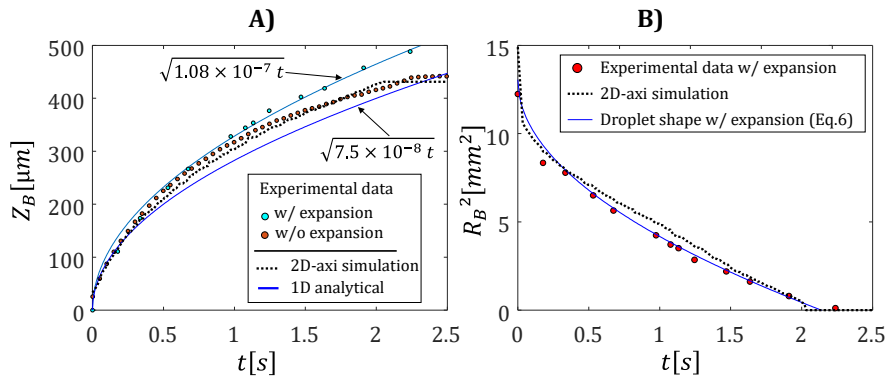 A)
500
400
300
200
100
0
Z_B[μm]
√1.08 × 10⁻⁷ t
√7.5 × 10⁻⁸ t
Experimental data
w/ expansion
w/o expansion
2D-axi simulation
1D analytical
0 0.5 1 1.5 2 2.5
t[s]
B)
15
15
10
5
0
R_B²[mm²]
Experimental data w/ expansion
2D-axi simulation
Droplet shape w/ expansion (Eq.6)
0 0.5 1 1.5 2 2.5
t[s]